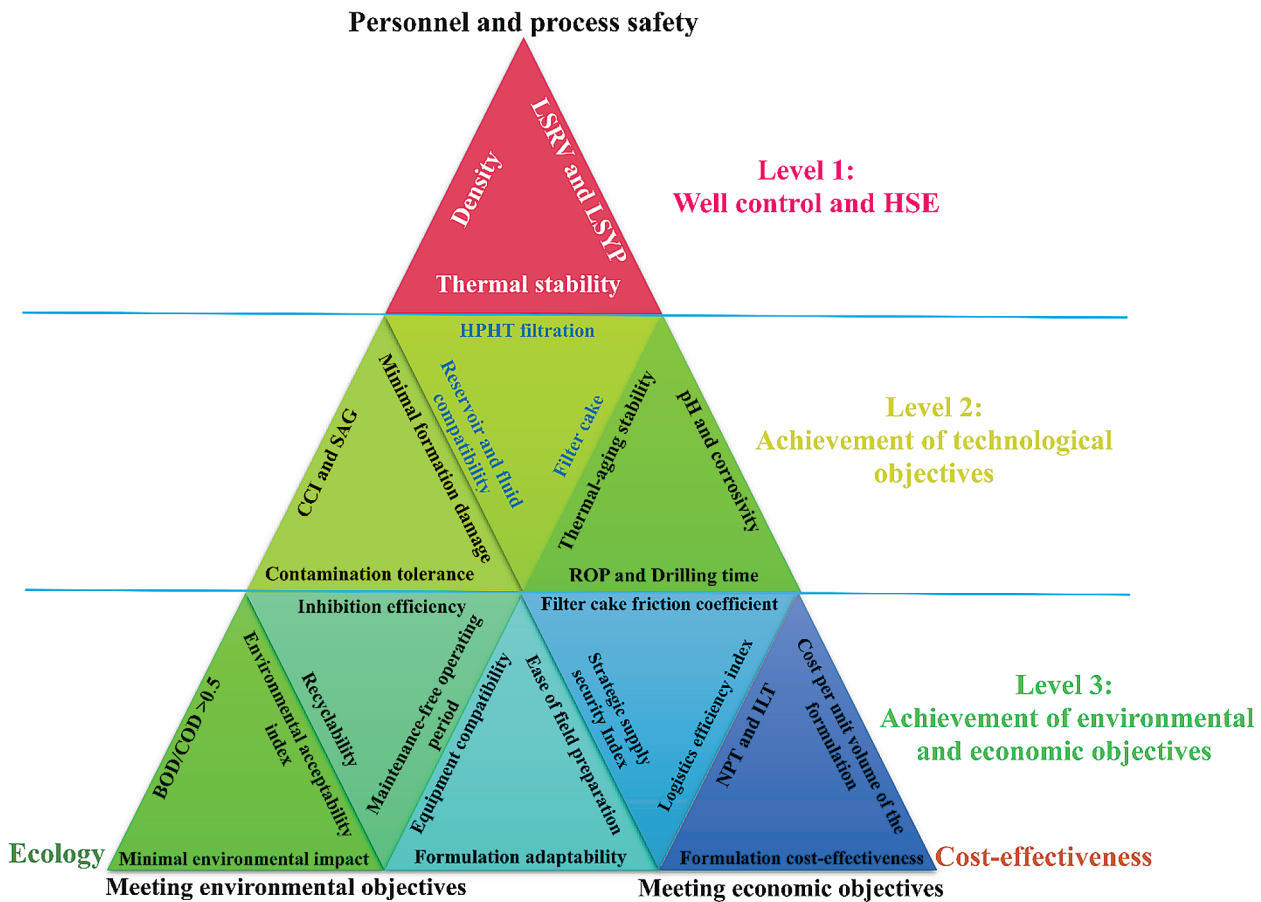 Personnel and process safety
Density
LSRV and LSYP
Thermal stability
Level 1:
Well control and HSE
HPHT filtration
Reservoir and fluid
compatibility
Filter cake
CCI and SAG
Minimal formation damage
Contamination tolerance
Thermal-aging stability
pH and corrosivity
ROP and Drilling time
Level 2:
Achievement of technological
objectives
BOD/COD >0.5
Environmental acceptability
index
Minimal environmental impact
Inhibition efficiency
Recyclability
Maintenance-free operating
period
Equipment compatibility
Ease of field preparation
Formulation adaptability
Filter cake friction coefficient
Strategic supply
security Index
Logistics efficiency index
NPT and ILT
Cost per unit volume of the
formulation
Formulation cost-effectiveness
Level 3:
Achievement of environmental
and economic objectives
Ecology
Cost-effectiveness
Meeting environmental objectives
Meeting economic objectives